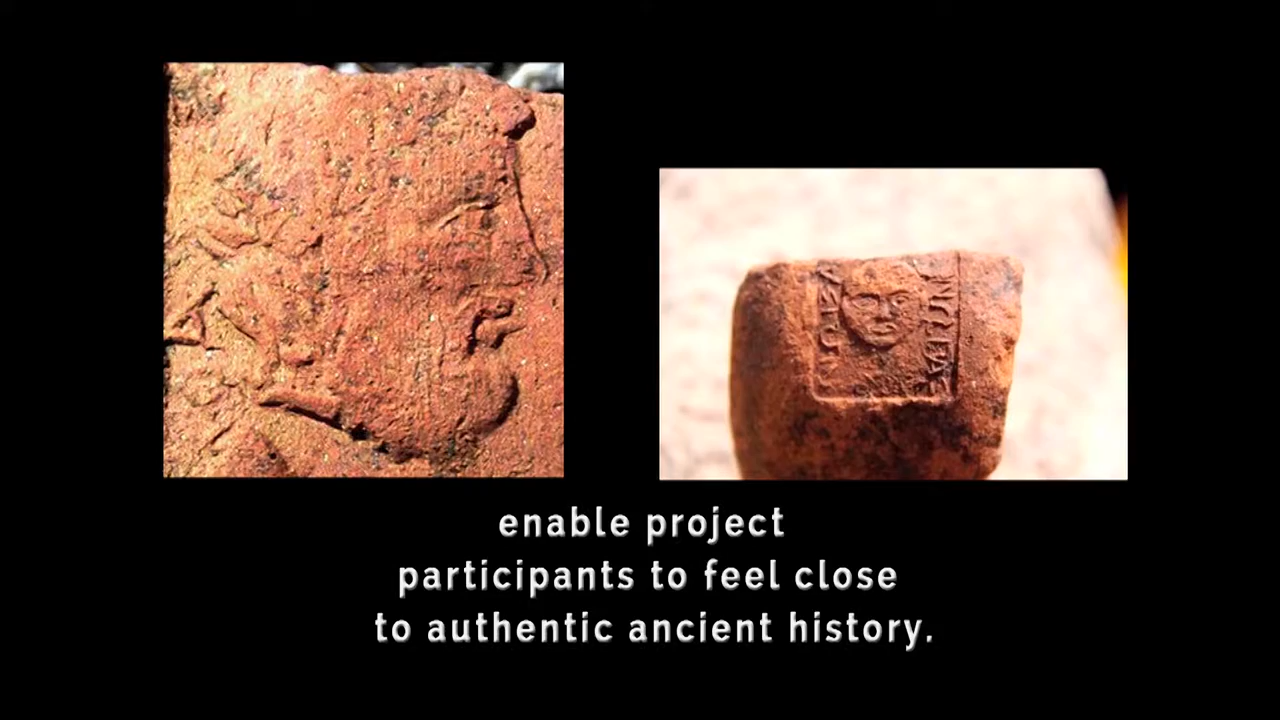 enable project
participants to feel close
to authentic ancient history.